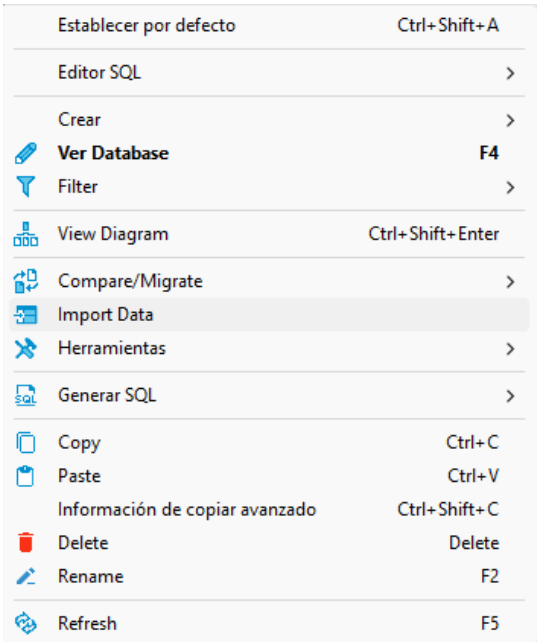 Establecer por defecto Ctrl+Shift+A
Editor SQL
Crear
Ver Database F4
Filter
View Diagram Ctrl+Shift+Enter
Compare/Migrate
Import Data
Herramientas
Generar SQL
Copy Ctrl+C
Paste Ctrl+V
Información de copiar avanzado Ctrl+Shift+C
Delete Delete
Rename F2
Refresh F5